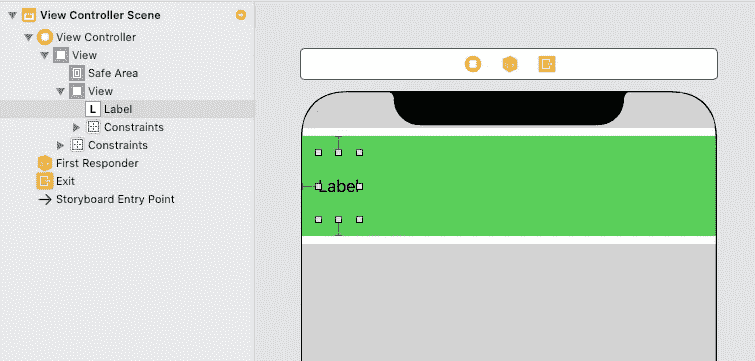 View Controller Scene
View Controller
View
Safe Area
View
L Label
Constraints
Constraints
First Responder
Exit
Storyboard Entry Point
Label